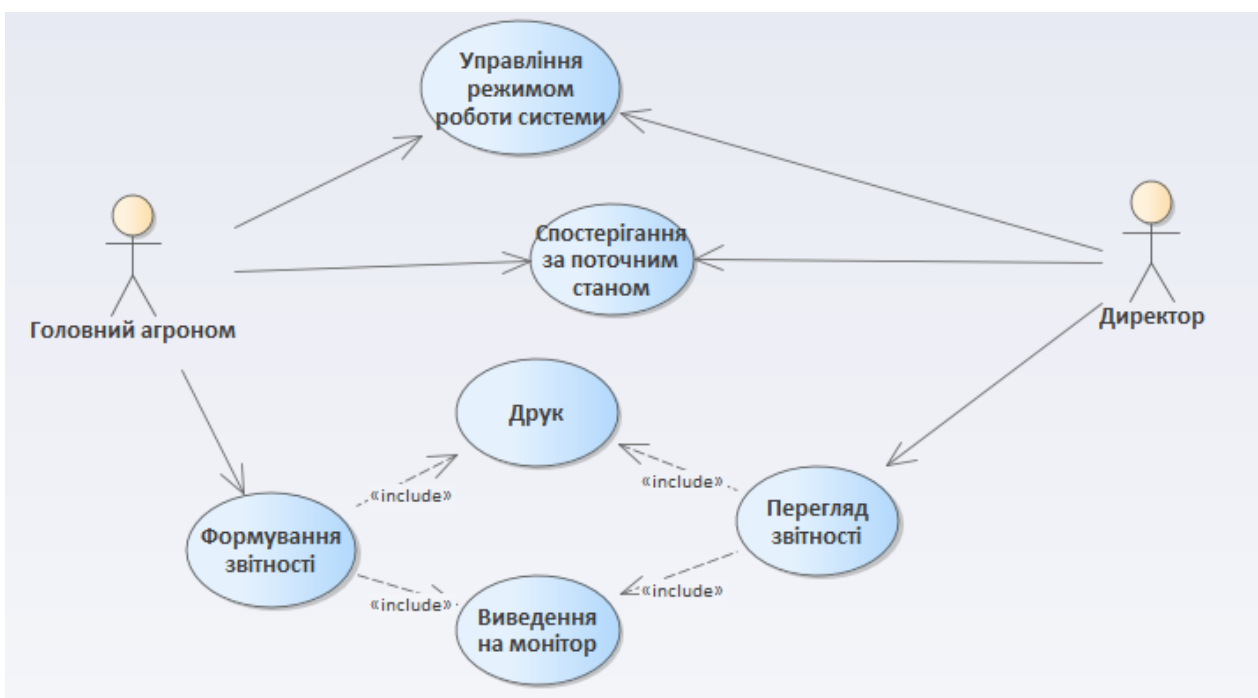 Управління
режимом
роботи системи
Спостерігання
за поточним
станом
Головний агроном
Директор
Друк
«include»
«include»
Формування
звітності
Перегляд
звітності
«include»
«include»
Виведення
на монітор